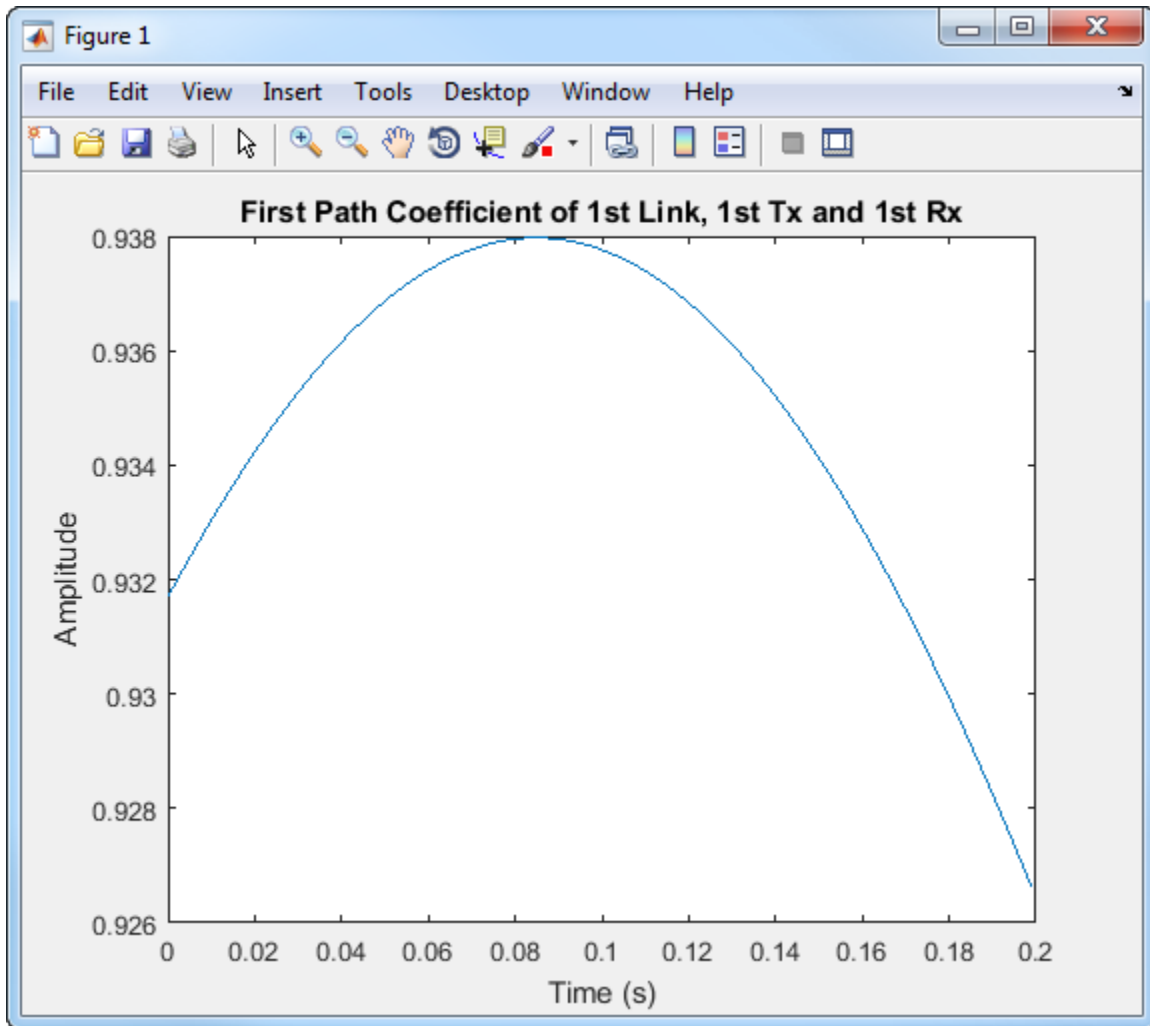 Figure 1
File Edit View Insert Tools Desktop Window Help
First Path Coefficient of 1st Link, 1st Tx and 1st Rx
0.938
0.936
0.934
0.932
0.93
0.928
0.926
Amplitude
0 0.02 0.04 0.06 0.08 0.1 0.12 0.14 0.16 0.18 0.2
Time (s)